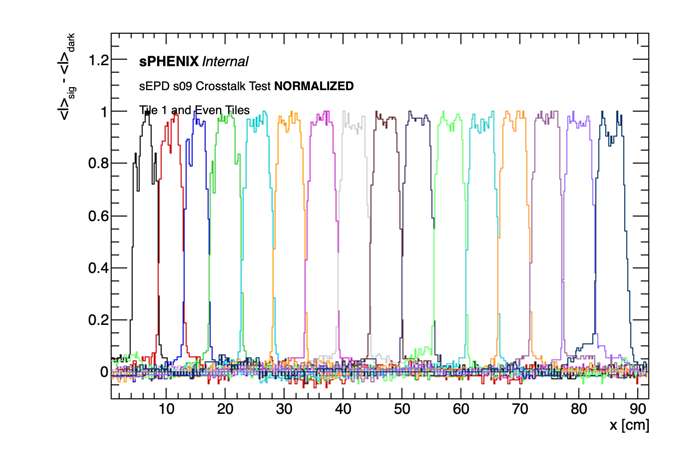 <I>sig - <I>dark
1.2
sPHENIX Internal
sEPD s09 Crosstalk Test NORMALIZED
Tile 1 and Even Tiles
1
0.8
0.6
0.4
0.2
0
10 20 30 40 50 60 70 80 90
x [cm]